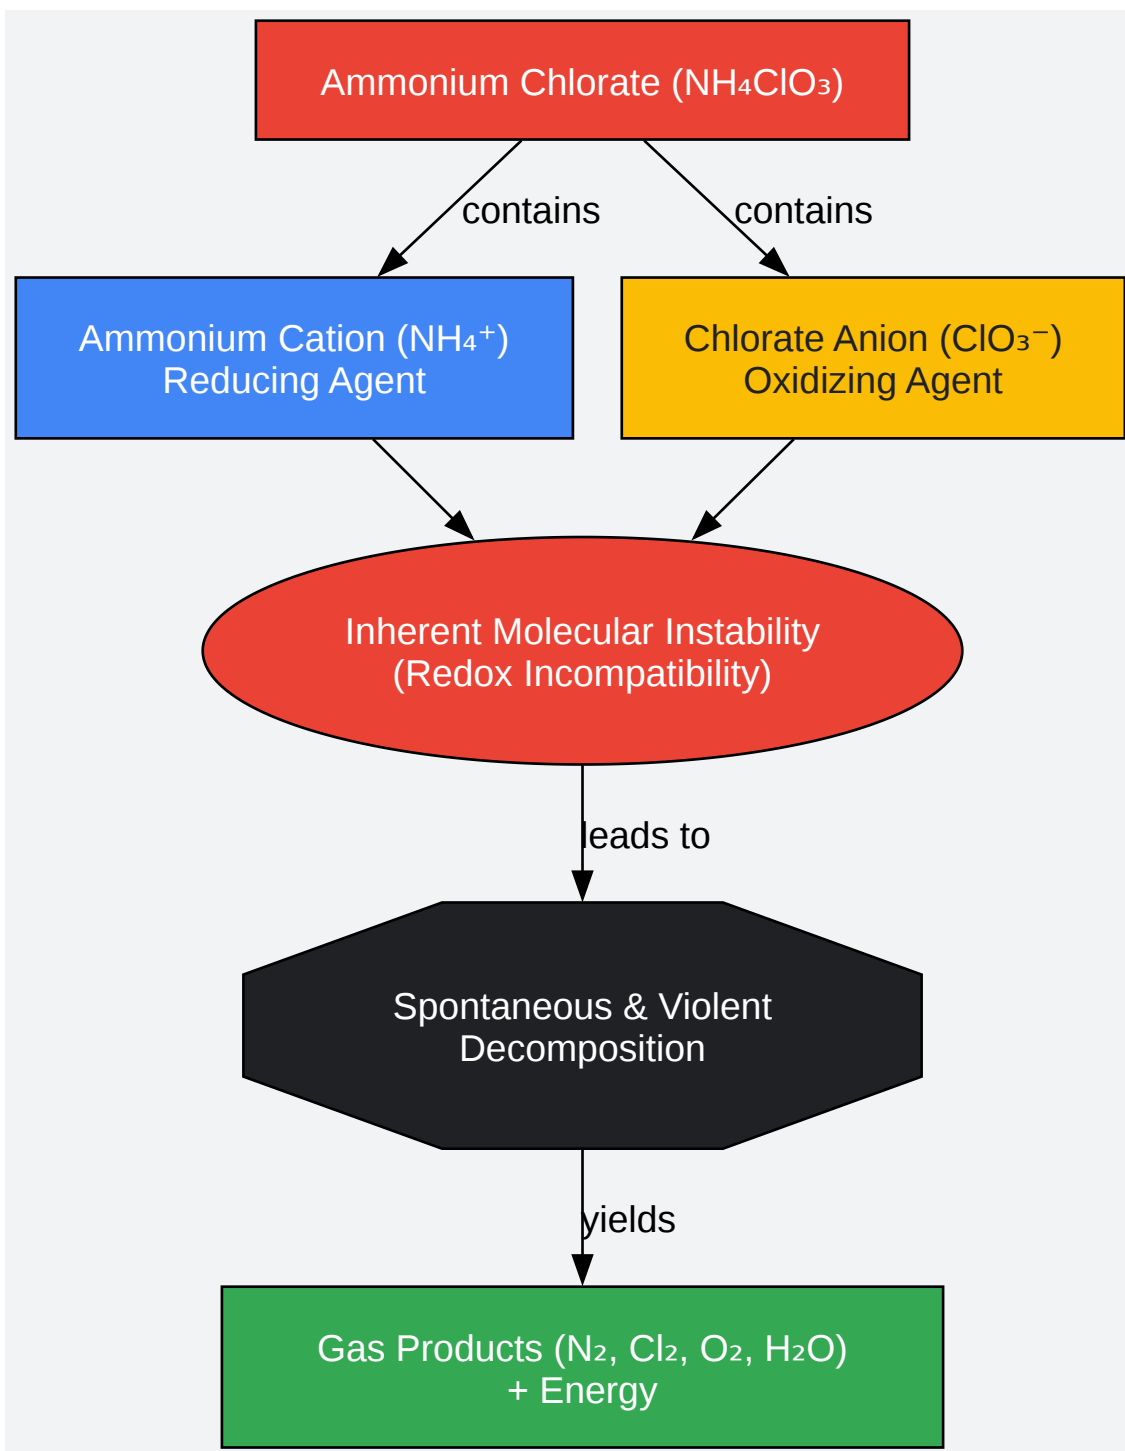 Ammonium Chlorate (NH₄ClO₃)
contains
contains
Ammonium Cation (NH₄⁺)
Reducing Agent
Chlorate Anion (ClO₃⁻)
Oxidizing Agent
Inherent Molecular Instability
(Redox Incompatibility)
leads to
Spontaneous & Violent
Decomposition
yields
Gas Products (N₂, Cl₂, O₂, H₂O)
+ Energy